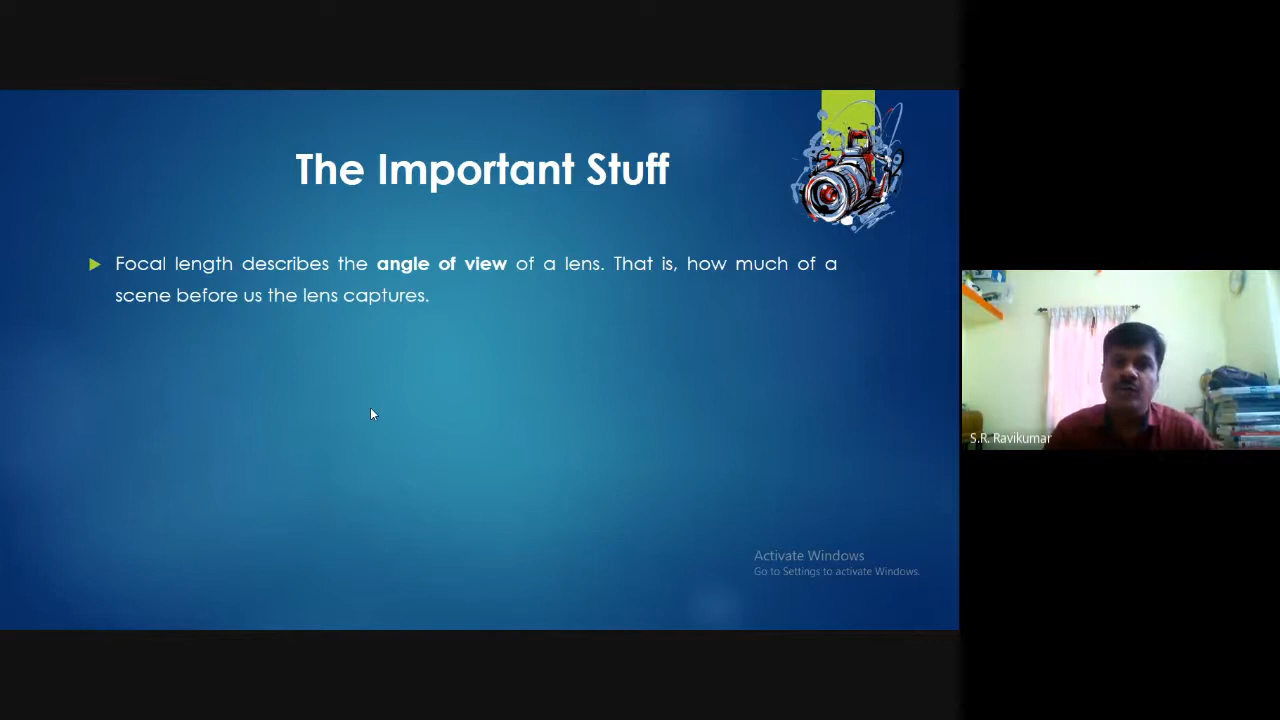 The Important Stuff
Focal length describes the angle of view of a lens. That is, how much of a
scene before us the lens captures.
S.R. Ravikumar
Activate Windows
Go to Settings to activate Windows.